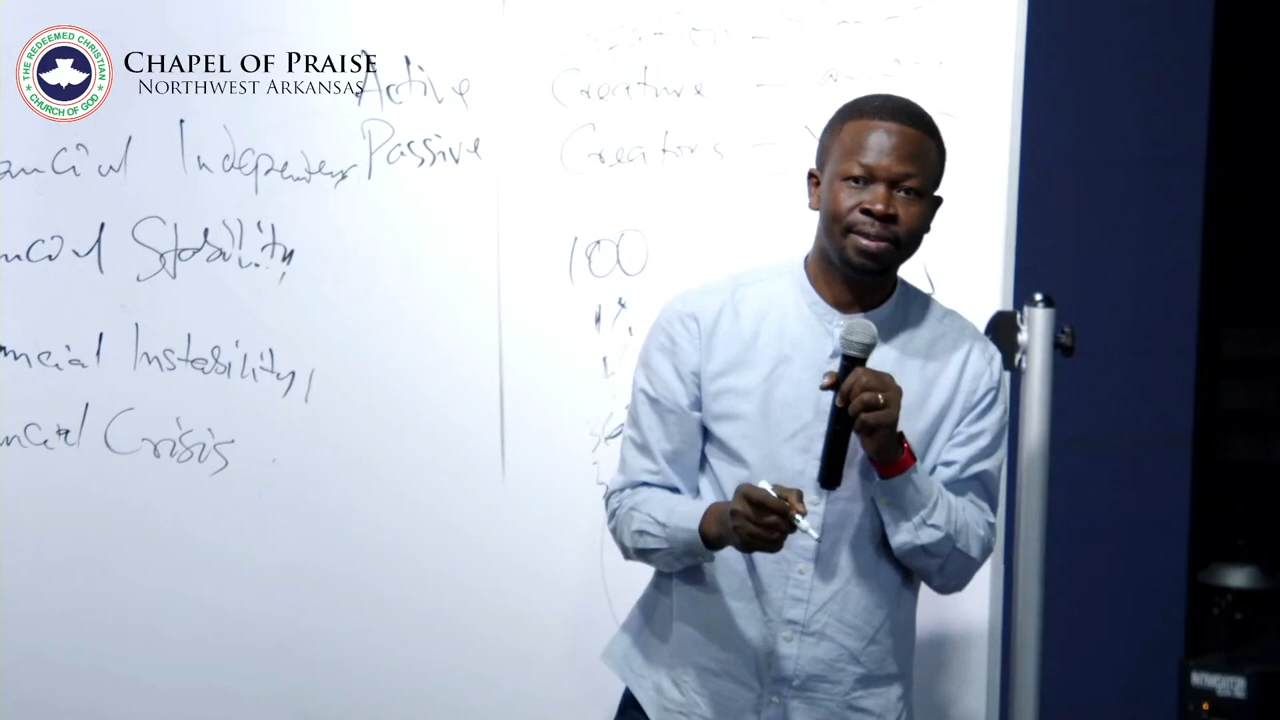 THE REDEEMED CHRISTIAN
CHURCH OF GOD
CHAPEL OF PRAISE
NORTHWEST ARKANSAS
Active
Passive
ancial Independenx
ncial Stability
ncial Instability,
ncial Crisis
Creature -
Creators -
100